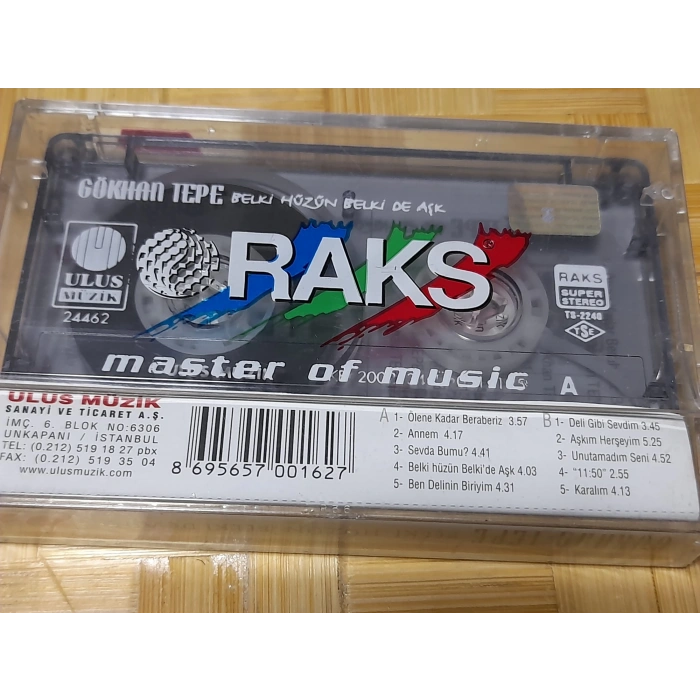 GÖKHAN TEPE BELKİ HÜZÜN BELKİ DE AŞK
ULUS
MÜZİK
24462
RAKS
RAKS
SUPER
STEREO
TS-2240
TSE
master of music
A
ULUS MÜZİK
SANAYİ VE TİCARET A.Ş.
İMÇ. 6. BLOK NO:6306
UNKAPANI / İSTANBUL
TEL: (0.212) 519 18 27 pbx
FAX: (0.212) 519 35 04
www.ulusmuzik.com
8 695657 001627
A 1- Ölene Kadar Beraberiz 3.57
2- Annem 4.17
3- Sevda Bumu? 4.41
4- Belki hüzün Belki'de Aşk 4.03
5- Ben Delinin Biriyim 4.31
B 1- Deli Gibi Sevdim 3.45
2- Aşkım Herşeyim 5.25
3- Unutamadım Seni 4.52
4- "11:50" 2.55
5- Karalım 4.13